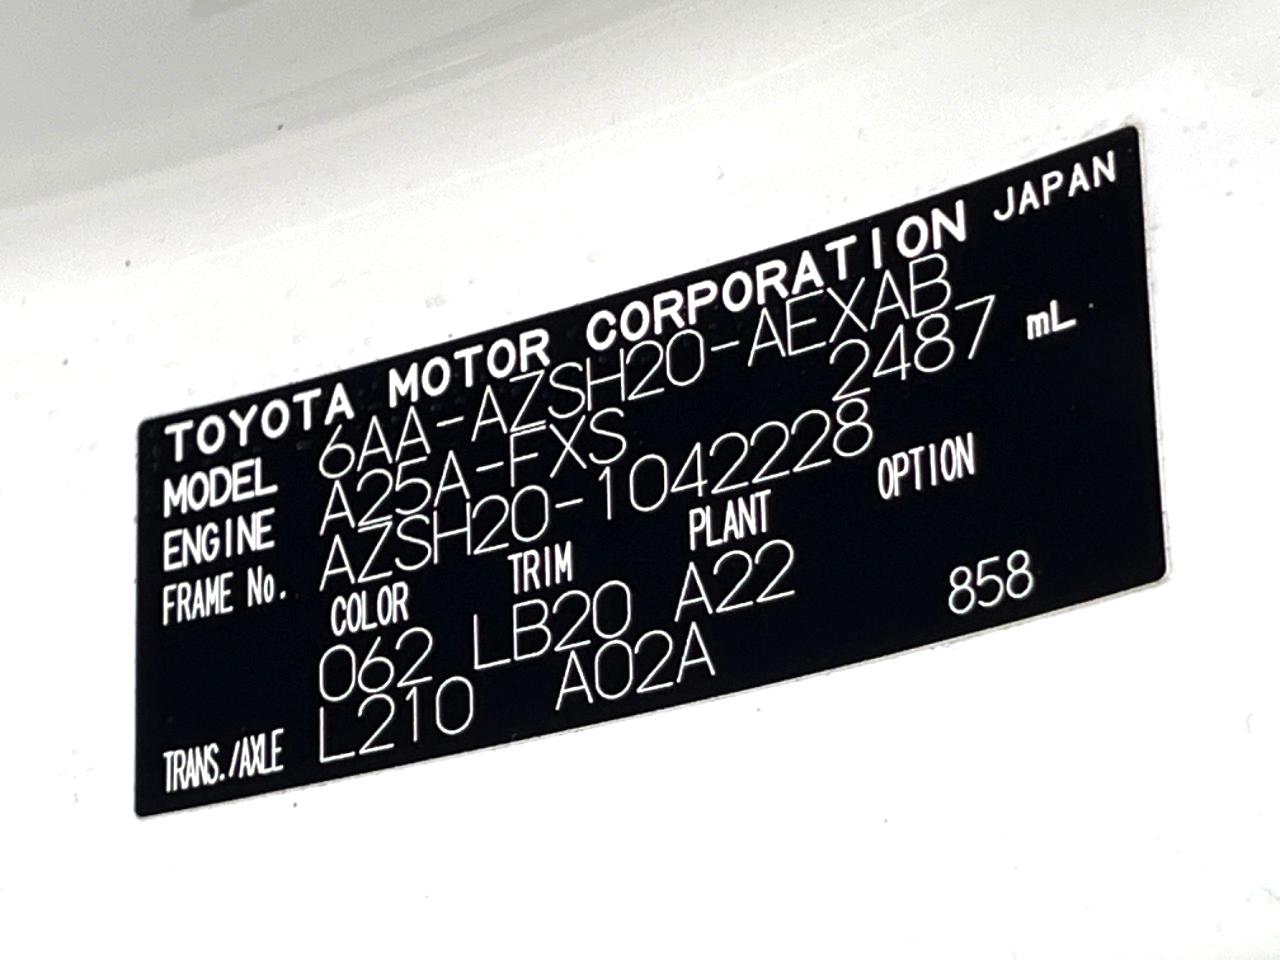 TOYOTA MOTOR CORPORATION JAPAN
MODEL 6AA-AZSH20-AEXAB
ENGINE A25A-FXS 2487 mL
FRAME No. AZSH20-1042228
COLOR TRIM PLANT OPTION
062 LB20 A22 858
TRANS./AXLE L210 A02A